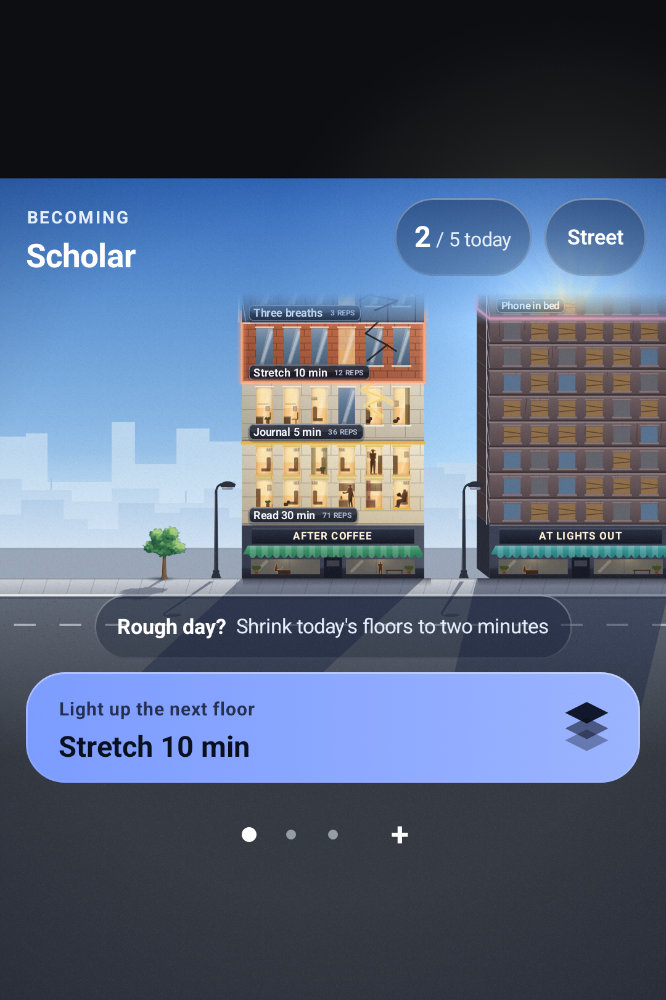 BECOMING
Scholar
2 / 5 today
Street
Three breaths 3 REPS
Phone in bed
Stretch 10 min 12 REPS
Journal 5 min 36 REPS
Read 30 min 71 REPS
AFTER COFFEE
AT LIGHTS OUT
Rough day? Shrink today's floors to two minutes
Light up the next floor
Stretch 10 min
+